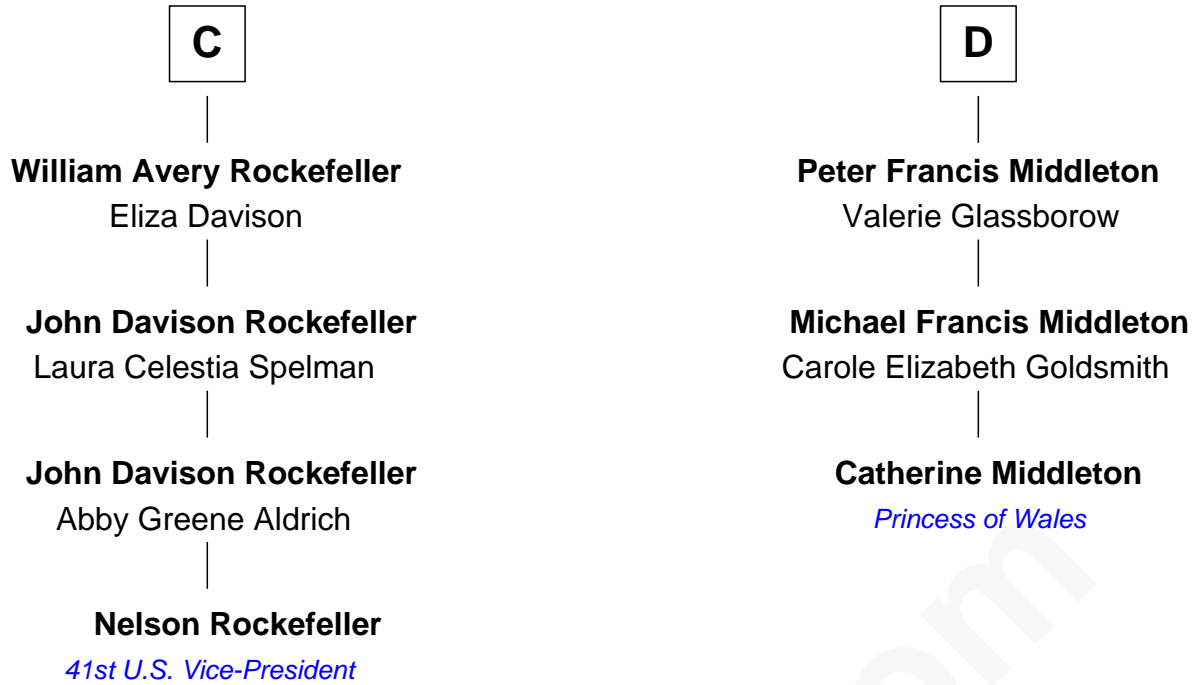 C
William Avery Rockefeller
Eliza Davison
John Davison Rockefeller
Laura Celestia Spelman
John Davison Rockefeller
Abby Greene Aldrich
Nelson Rockefeller
41st U.S. Vice-President
D
Peter Francis Middleton
Valerie Glassborow
Michael Francis Middleton
Carole Elizabeth Goldsmith
Catherine Middleton
Princess of Wales
om